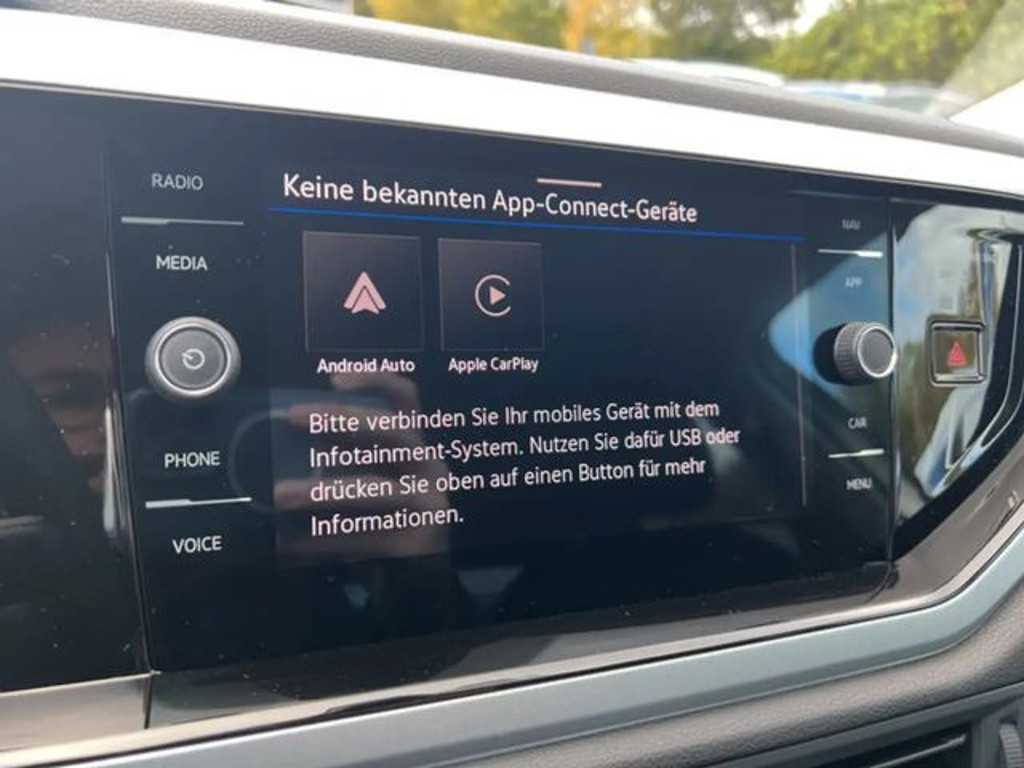 RADIO
MEDIA
PHONE
VOICE
Keine bekannten App-Connect-Geräte
Android Auto
Apple CarPlay
Bitte verbinden Sie Ihr mobiles Gerät mit dem
Infotainment-System. Nutzen Sie dafür USB oder
drücken Sie oben auf einen Button für mehr
Informationen.
NAV
APP
CAR
MENU